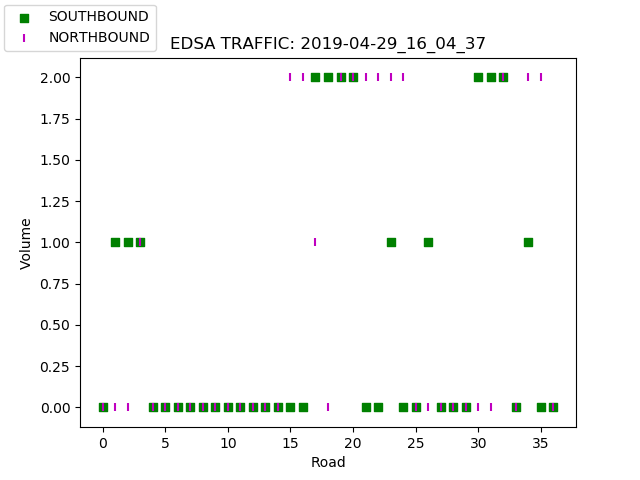 SOUTHBOUND
NORTHBOUND
EDSA TRAFFIC: 2019-04-29_16_04_37
2.00
1.75
1.50
1.25
1.00
0.75
0.50
0.25
0.00
Volume
0 5 10 15 20 25 30 35
Road